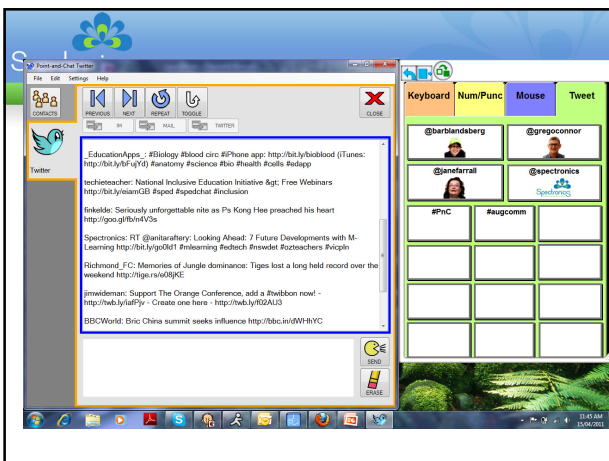 Point-and-Chat
Twitter
File Edit Settings Help
CONTACTS
PREVIOUS NEXT REPEAT TOGGLE
CLOSE
IM MAIL TWITTER
Twitter
_EducationApps_: #Biology #blood circ #iPhone app: http://bit.ly/bioblood (iTunes:
http://bit.ly/bFujYd) #anatomy #science #bio #health #cells #edapp
techieteacher: National Inclusive Education Initiative &gt; Free Webinars
http://bit.ly/eiamGB #sped #spedchat #inclusion
finkelde: Seriously unforgettable nite as Ps Kong Hee preached his heart
http://goo.gl/fb/n4V3s
Spectronics: RT @anitaraftery: Looking Ahead: 7 Future Developments with M-
Learning http://bit.ly/go0ld1 #mlearning #edtech #nswdet #ozteachers #vicpln
Richmond_FC: Memories of Jungle dominance: Tiges lost a long held record over the
weekend http://tige.rs/e08jKE
jimwideman: Support The Orange Conference, add a #twibbon now! -
http://twb.ly/iafPjv - Create one here - http://twb.ly/f02AU3
BBCWorld: Bric China summit seeks influence http://bbc.in/dWHhYC
SEND
ERASE
Keyboard Num/Punc Mouse Tweet
@barblandsberg @gregoconnor
@janefarrall @spectronics
Spectronics
#PnC #augcomm
11:45 AM
15/04/2011